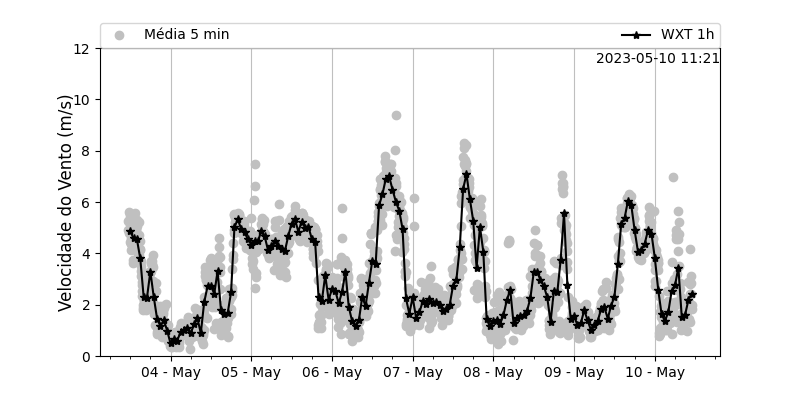 Média 5 min
WXT 1h
2023-05-10 11:21
Velocidade do Vento (m/s)
12
10
8
6
4
2
0
04 - May
05 - May
06 - May
07 - May
08 - May
09 - May
10 - May